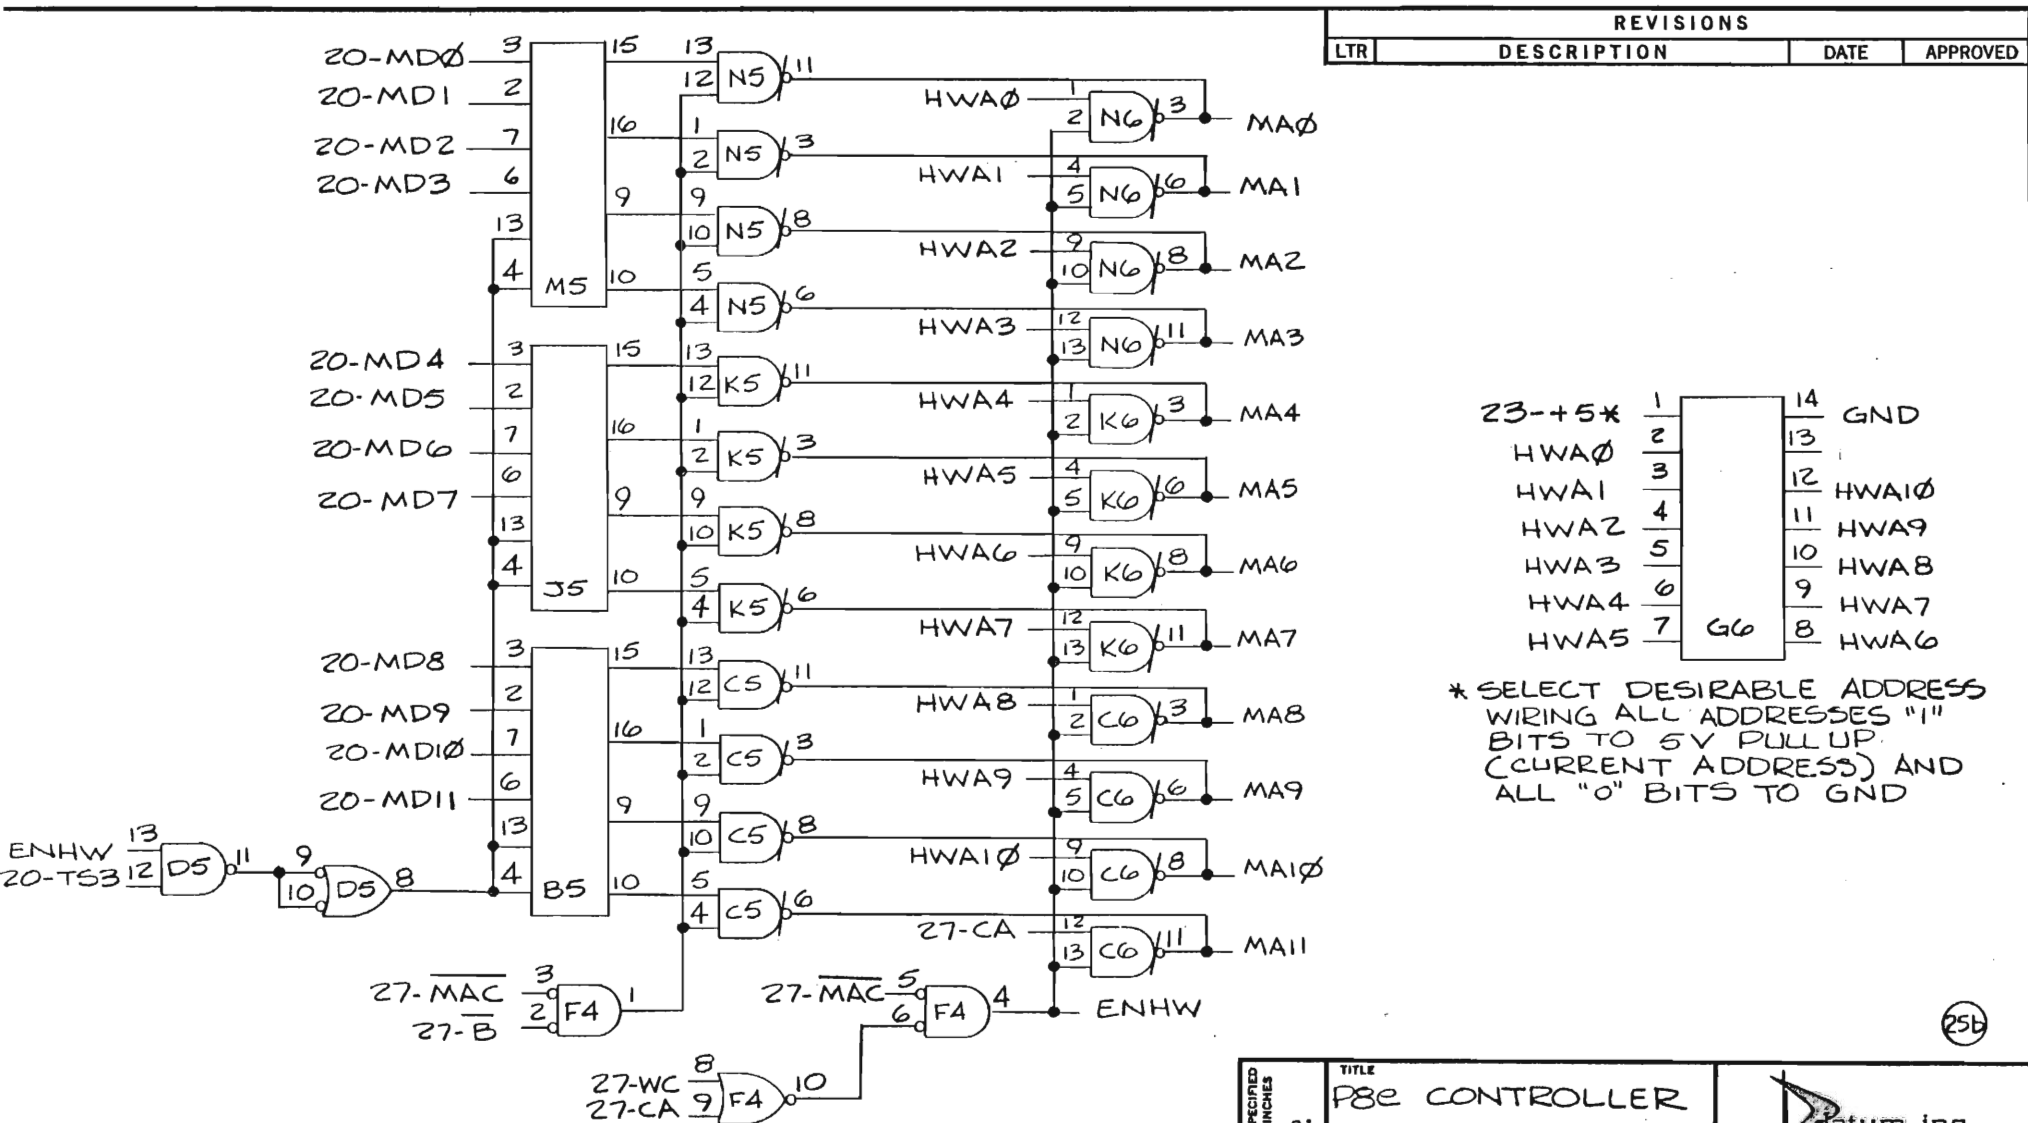 REVISIONS
LTR DESCRIPTION DATE APPROVED
20-MDØ 3 15 13 12 N5 11
20-MD1 2
HWAØ 1 2 N6 3 MAØ
20-MD2 7 16 1 2 N5 3
20-MD3 6
HWA1 4 5 N6 6 MA1
13 9 9 10 N5 8
HWA2 9 10 N6 8 MA2
4 M5 10 5 4 N5 6
HWA3 12 13 N6 11 MA3
20-MD4 3 15 13 12 K5 11
20-MD5 2
HWA4 1 2 K6 3 MA4
20-MD6 7 16 1 2 K5 3
HWA5 4 5 K6 6 MA5
20-MD7 6 9 9 10 K5 8
13
HWA6 9 10 K6 8 MA6
4 J5 10 5 4 K5 6
HWA7 12 13 K6 11 MA7
20-MD8 3 15 13 12 C5 11
20-MD9 2
HWA8 1 2 C6 3 MA8
20-MD1Ø 7 16 1 2 C5 3
HWA9 4 5 C6 6 MA9
20-MD11 6 9 9 10 C5 8
13
HWA1Ø 9 10 C6 8 MA1Ø
4 B5 10 5 4 C5 6
27-CA 12 13 C6 11 MA11
ENHW 13
20-TS3 12 D5 11 9 10 D5 8
27-MAC 3
27-B 2 F4 1
27-MAC 5
6 F4 4 ENHW
27-WC 8
27-CA 9 F4 10
23-+5* 1 14 GND
HWAØ 2 13
HWA1 3 12 HWA1Ø
HWA2 4 11 HWA9
HWA3 5 10 HWA8
HWA4 6 9 HWA7
HWA5 7 G6 8 HWA6
* SELECT DESIRABLE ADDRESS
WIRING ALL ADDRESSES "1"
BITS TO 5V PULL UP.
(CURRENT ADDRESS) AND
ALL "0" BITS TO GND
25b
TITLE
P8e CONTROLLER